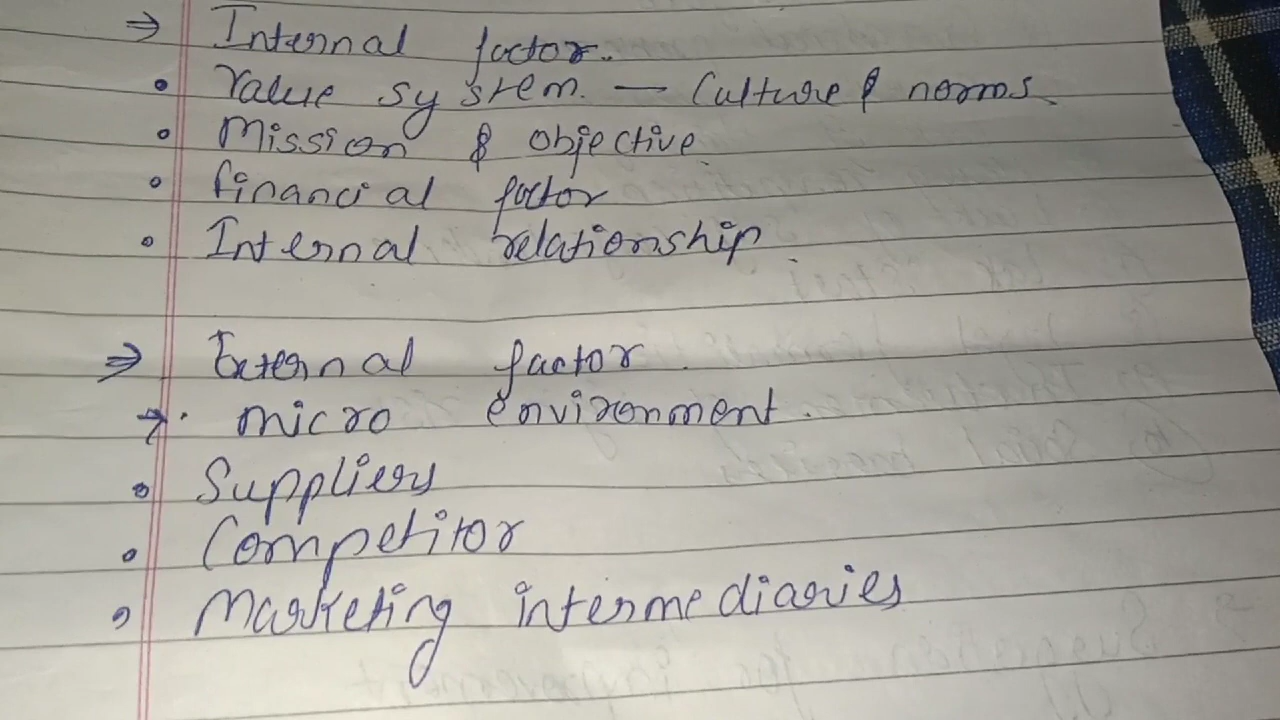 ⇒ Internal factor.
• Value system. — Culture & norms.
• Mission & objective
• financial factor
• Internal relationship.
⇒ External factor.
→ • micro environment.
• Suppliers
• Competitor
• Marketing intermediaries